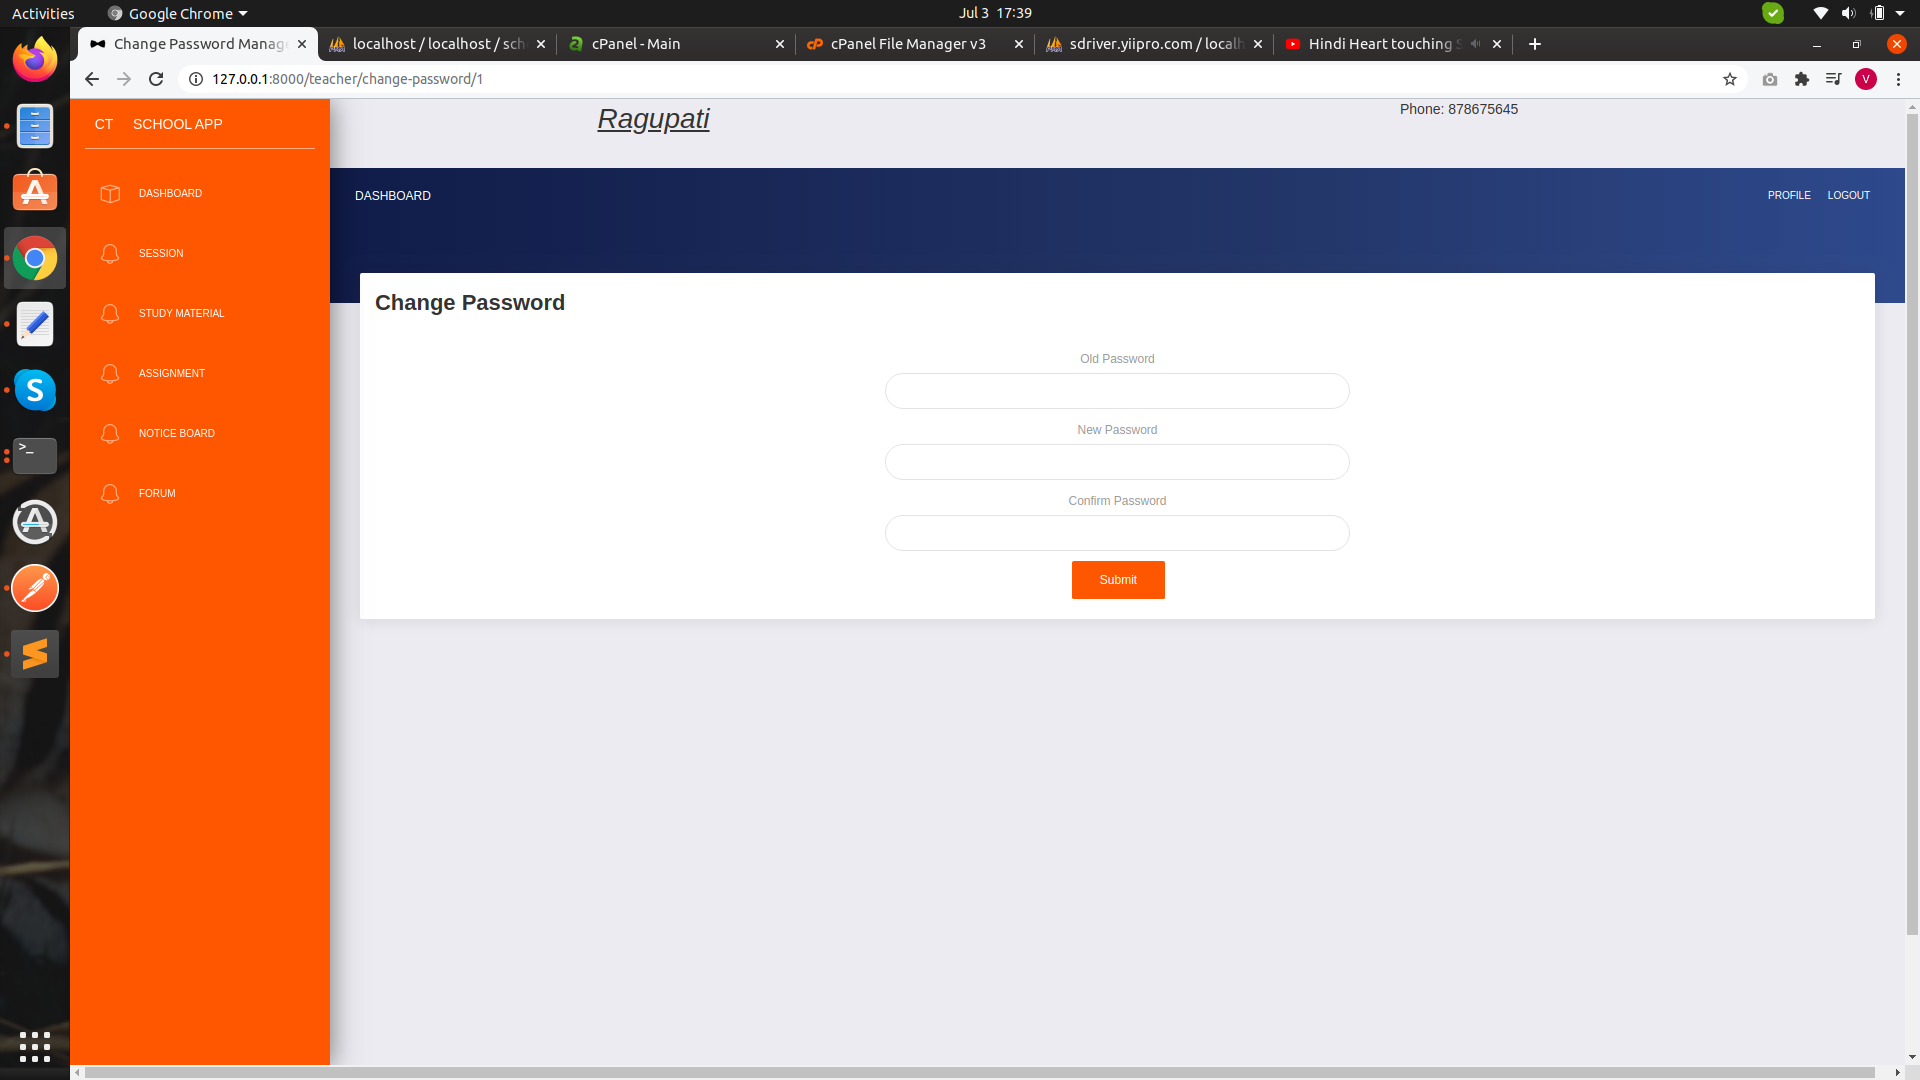 Activities
Google Chrome
Jul 3 17:39
Change Password Manag
localhost / localhost / sch
cPanel - Main
cPanel File Manager v3
sdriver.yiipro.com / localh
Hindi Heart touching S
127.0.0.1:8000/teacher/change-password/1
V
CT SCHOOL APP
Ragupati
Phone: 878675645
DASHBOARD
SESSION
STUDY MATERIAL
ASSIGNMENT
NOTICE BOARD
FORUM
DASHBOARD
PROFILE LOGOUT
Change Password
Old Password
New Password
Confirm Password
Submit